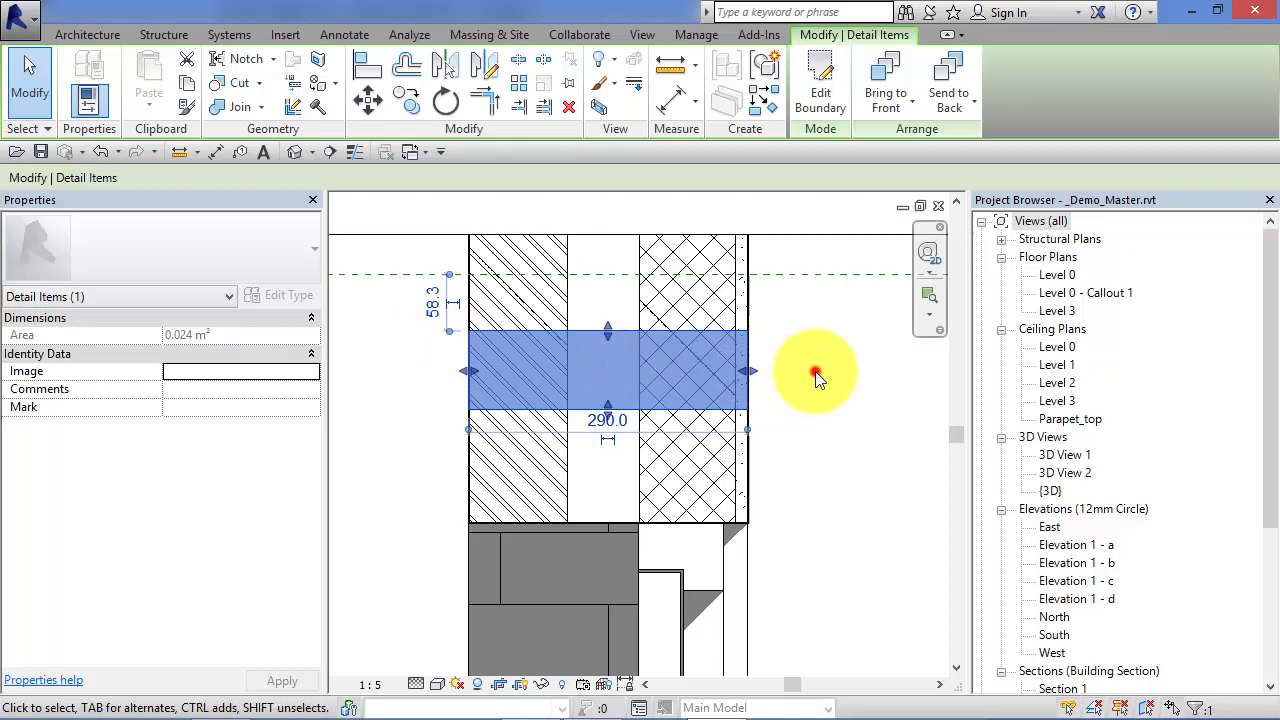 Type a keyword or phrase
Sign In
Architecture Structure Systems Insert Annotate Analyze Massing & Site Collaborate View Manage Add-Ins Modify | Detail Items
Modify
Paste
Notch
Cut
Join
Edit Boundary
Bring to Front
Send to Back
Select Properties Clipboard Geometry Modify View Measure Create Mode Arrange
Modify | Detail Items
Properties
Detail Items (1)
Edit Type
Dimensions
Area 0.024 m²
Identity Data
Image
Comments
Mark
Properties help
Apply
58.3
290.0
2D
1 : 5
Project Browser - _Demo_Master.rvt
Views (all)
Structural Plans
Floor Plans
Level 0
Level 0 - Callout 1
Level 3
Ceiling Plans
Level 0
Level 1
Level 2
Level 3
Parapet_top
3D Views
3D View 1
3D View 2
{3D}
Elevations (12mm Circle)
East
Elevation 1 - a
Elevation 1 - b
Elevation 1 - c
Elevation 1 - d
North
South
West
Sections (Building Section)
Section 1
Click to select, TAB for alternates, CTRL adds, SHIFT unselects.
:0
Main Model
:1